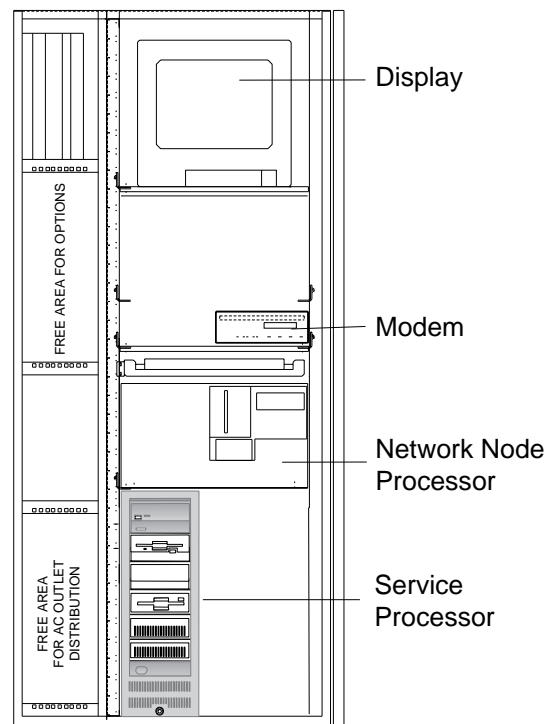 Display
FREE AREA FOR OPTIONS
Modem
Network Node
Processor
Service
Processor
FREE AREA
FOR AC OUTLET
DISTRIBUTION